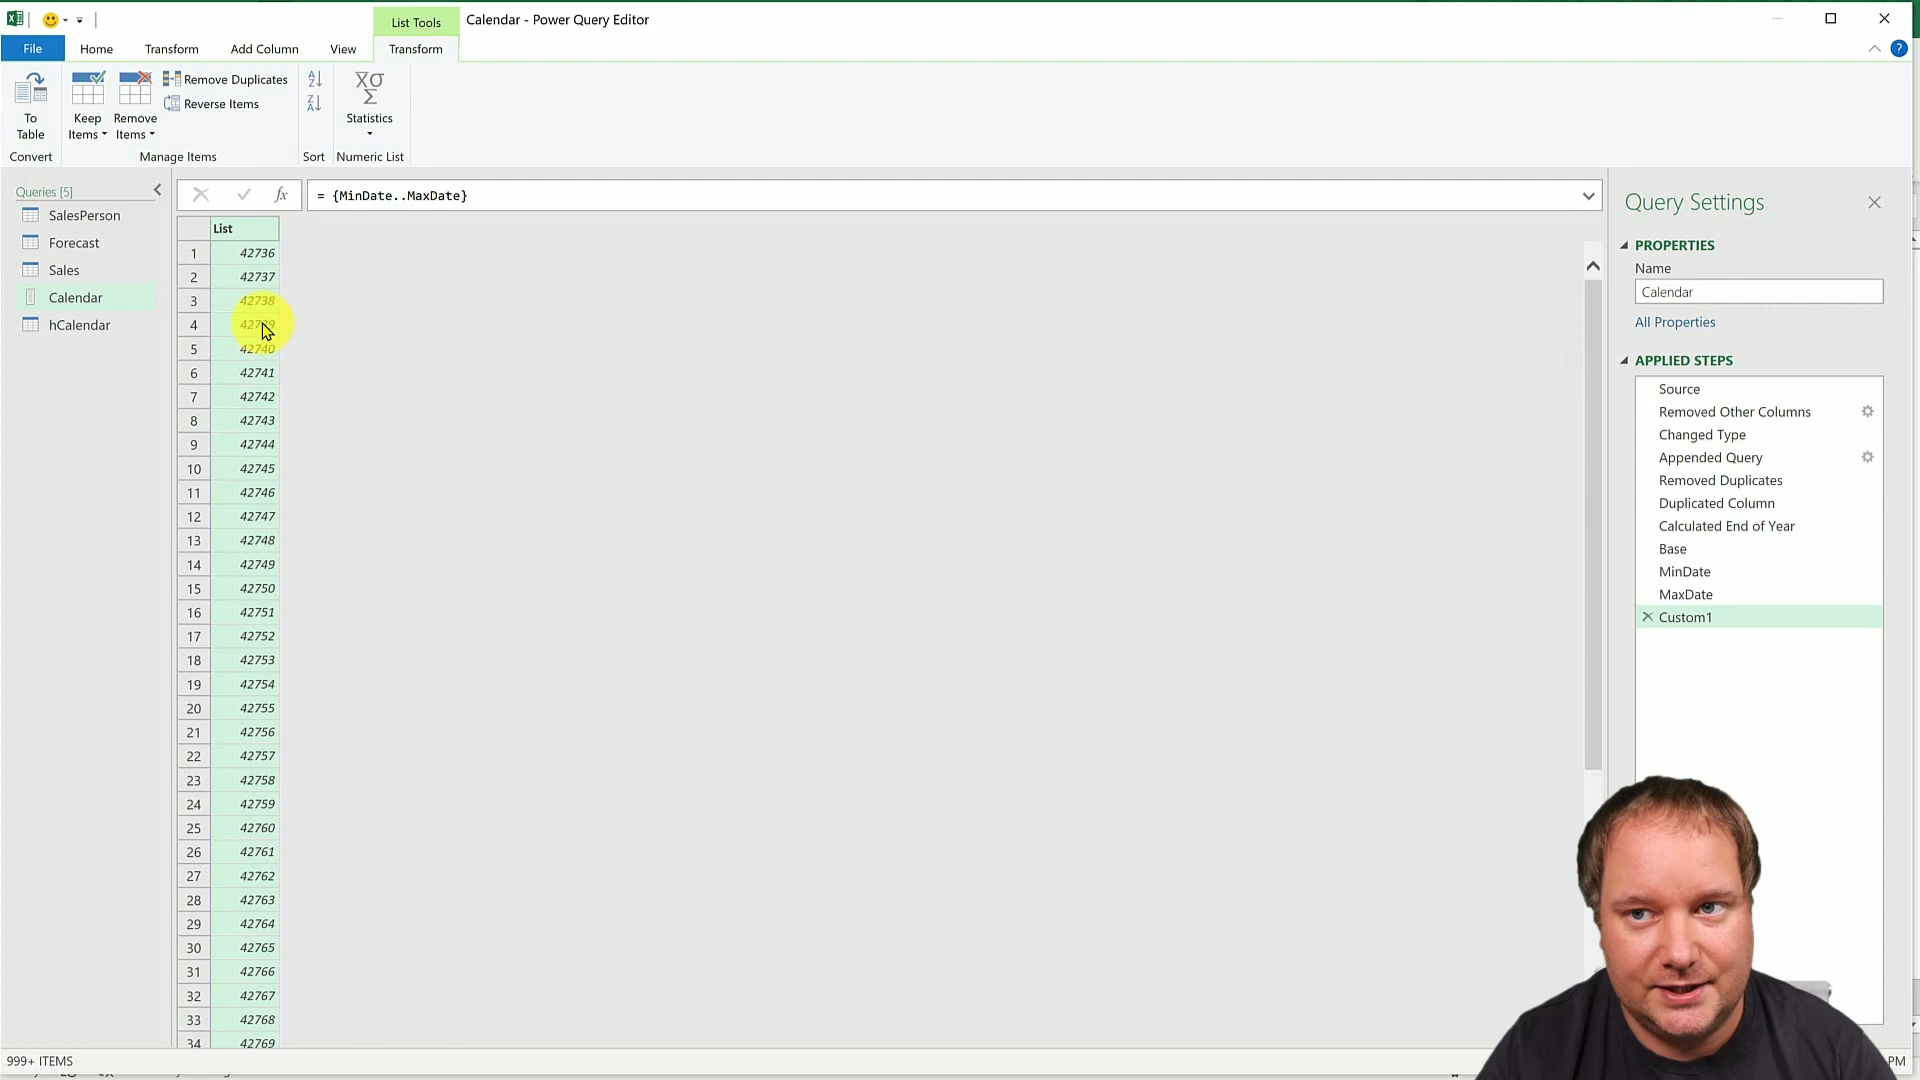 List Tools
Calendar - Power Query Editor
File
Home
Transform
Add Column
View
Transform
?
To
Table
Keep
Items
Remove
Items
Remove Duplicates
Reverse Items
A
Z
Z
A
Xσ
Σ
Statistics
Convert
Manage Items
Sort
Numeric List
Queries [5]
SalesPerson
Forecast
Sales
Calendar
hCalendar
fx
= {MinDate..MaxDate}
List
1 42736
2 42737
3 42738
4 42739
5 42740
6 42741
7 42742
8 42743
9 42744
10 42745
11 42746
12 42747
13 42748
14 42749
15 42750
16 42751
17 42752
18 42753
19 42754
20 42755
21 42756
22 42757
23 42758
24 42759
25 42760
26 42761
27 42762
28 42763
29 42764
30 42765
31 42766
32 42767
33 42768
34 42769
Query Settings
PROPERTIES
Name
Calendar
All Properties
APPLIED STEPS
Source
Removed Other Columns
Changed Type
Appended Query
Removed Duplicates
Duplicated Column
Calculated End of Year
Base
MinDate
MaxDate
Custom1
999+ ITEMS
PM